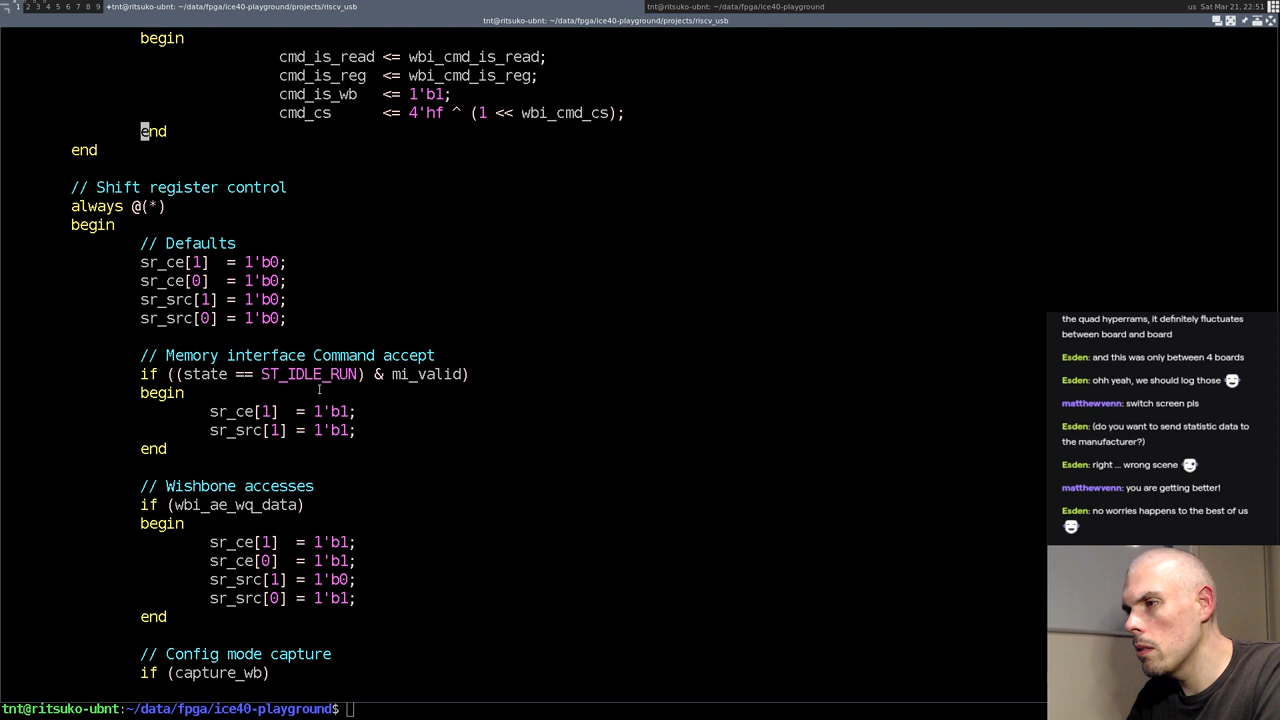 1 2 3 4 5 6 7 8 9 +tnt@ritsuko-ubnt: ~/data/fpga/ice40-playground/projects/riscv_usb
tnt@ritsuko-ubnt: ~/data/fpga/ice40-playground
us Sat Mar 21, 22:51
tnt@ritsuko-ubnt: ~/data/fpga/ice40-playground/projects/riscv_usb
begin
cmd_is_read <= wbi_cmd_is_read;
cmd_is_reg <= wbi_cmd_is_reg;
cmd_is_wb <= 1'b1;
cmd_cs <= 4'hf ^ (1 << wbi_cmd_cs);
end
end
// Shift register control
always @(*)
begin
// Defaults
sr_ce[1] = 1'b0;
sr_ce[0] = 1'b0;
sr_src[1] = 1'b0;
sr_src[0] = 1'b0;
// Memory interface Command accept
if ((state == ST_IDLE_RUN) & mi_valid)
begin
sr_ce[1] = 1'b1;
sr_src[1] = 1'b1;
end
// Wishbone accesses
if (wbi_ae_wq_data)
begin
sr_ce[1] = 1'b1;
sr_ce[0] = 1'b1;
sr_src[1] = 1'b0;
sr_src[0] = 1'b1;
end
// Config mode capture
if (capture_wb)
tnt@ritsuko-ubnt:~/data/fpga/ice40-playground$
the quad hyperrams, it definitely fluctuates
between board and board
Esden: and this was only between 4 boards
Esden: ohh yeah, we should log those
matthewvenn: switch screen pls
Esden: (do you want to send statistic data to
the manufacturer?)
Esden: right ... wrong scene
matthewvenn: you are getting better!
Esden: no worries happens to the best of us